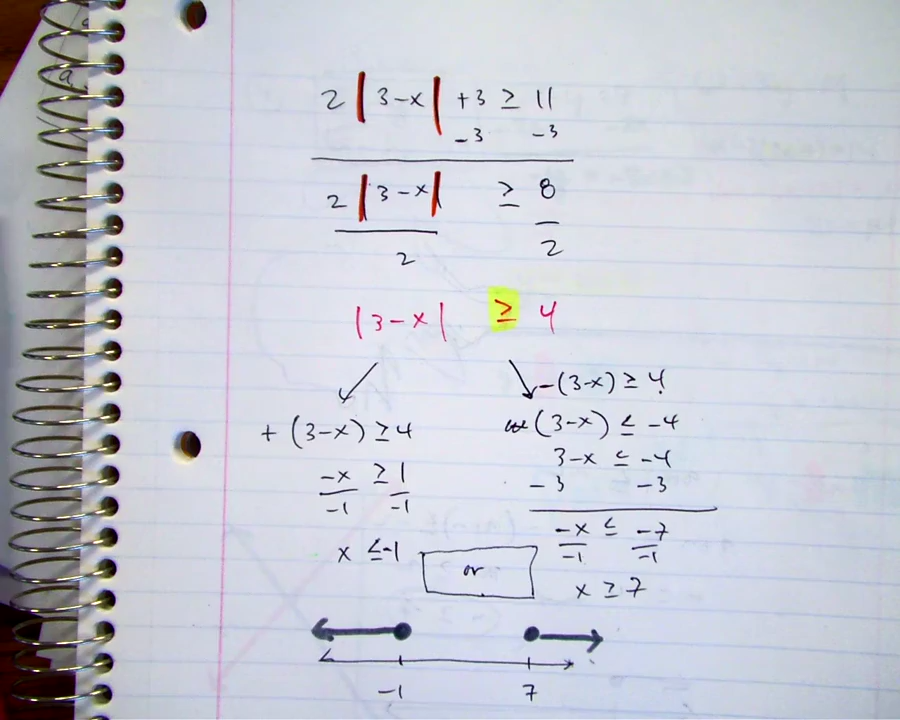 2|3-x| +3 ≥ 11
-3 -3
2|3-x| ≥ 8
2 2
|3-x| ≥ 4
-(3-x) ≥ 4
+ (3-x) ≥ 4
(3-x) ≤ -4
3-x ≤ -4
-x ≥ 1
-3 -3
-1 -1
-x ≤ -7
-1 -1
x ≤ -1
or
x ≥ 7
-1 7